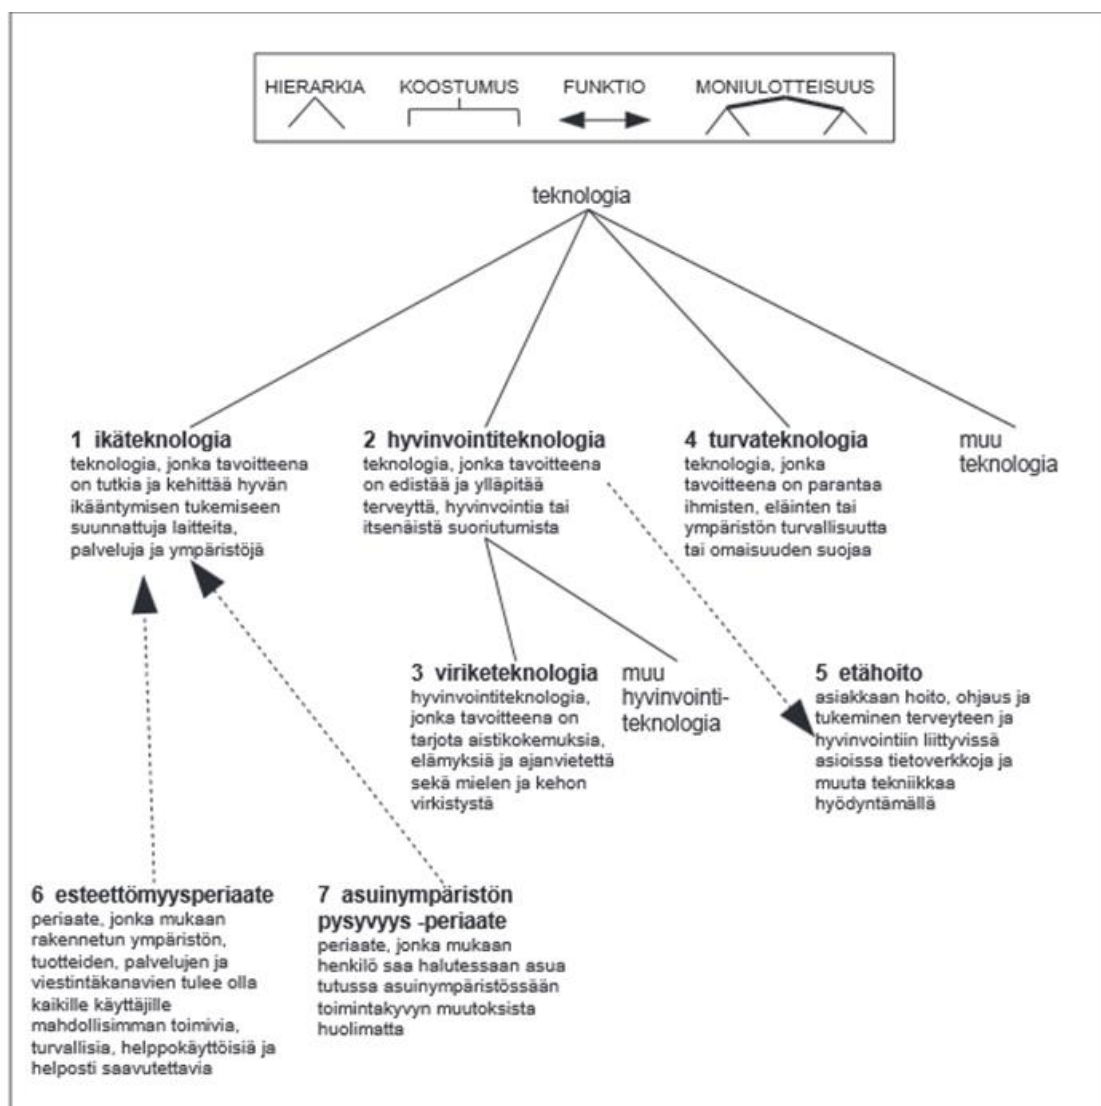 HIERARKIA KOOSTUMUS FUNKTIO MONIULOTTEISUUS
teknologia
1 ikäteknologia
teknologia, jonka tavoitteena
on tutkia ja kehittää hyvän
ikääntymisen tukemiseen
suunnattuja laitteita,
palveluja ja ympäristöjä
2 hyvinvointiteknologia
teknologia, jonka tavoitteena
on edistää ja ylläpitää
terveyttä, hyvinvointia tai
itsenäistä suoriutumista
4 turvateknologia
teknologia, jonka
tavoitteena on parantaa
ihmisten, eläinten tai
ympäristön turvallisuutta
tai omaisuuden suojaa
muu
teknologia
3 viriketeknologia
hyvinvointiteknologia,
jonka tavoitteena on
tarjota aistikokemuksia,
elämyksiä ja ajanvietettä
sekä mielen ja kehon
virkistystä
muu
hyvinvointi-
teknologia
5 etähoito
asiakkaan hoito, ohjaus ja
tukeminen terveyteen ja
hyvinvointiin liittyvissä
asioissa tietoverkkoja ja
muuta tekniikkaa
hyödyntämällä
6 esteettömyysperiaate
periaate, jonka mukaan
rakennetun ympäristön,
tuotteiden, palvelujen ja
viestintäkanavien tulee olla
kaikille käyttäjille
mahdollisimman toimivia,
turvallisia, helppokäyttöisiä ja
helposti saavutettavia
7 asuinympäristön
pysyvyys -periaate
periaate, jonka mukaan
henkilö saa halutessaan asua
tutussa asuinympäristössään
toimintakyvyn muutoksista
huolimatta